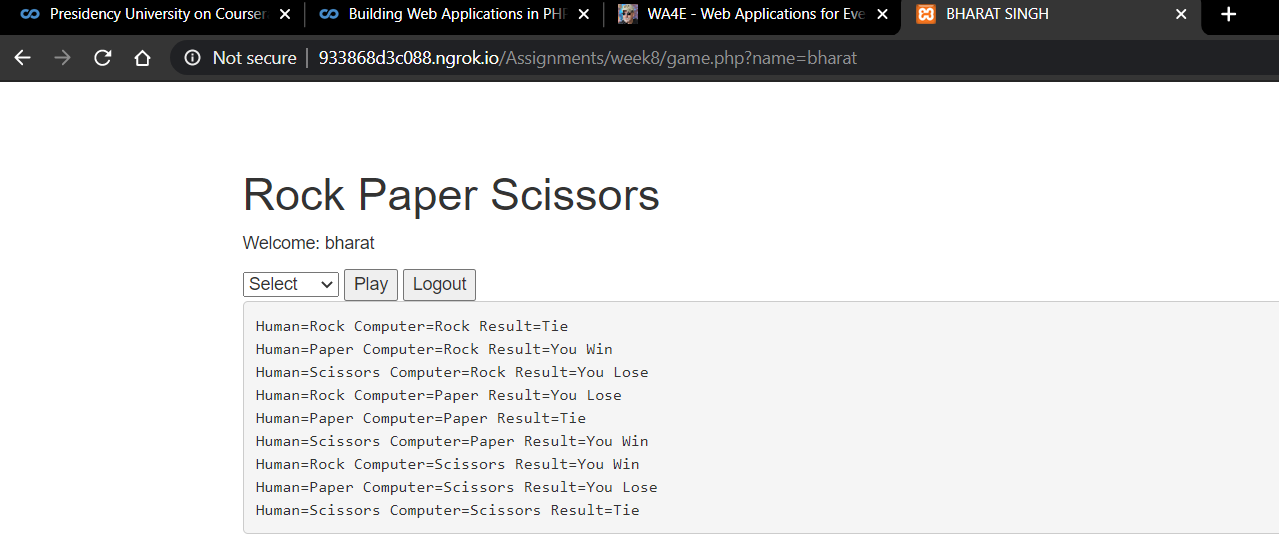 Presidency University on Coursera
Building Web Applications in PHP
WA4E - Web Applications for Eve
BHARAT SINGH
Not secure | 933868d3c088.ngrok.io/Assignments/week8/game.php?name=bharat
Rock Paper Scissors
Welcome: bharat
Select Play Logout
Human=Rock Computer=Rock Result=Tie
Human=Paper Computer=Rock Result=You Win
Human=Scissors Computer=Rock Result=You Lose
Human=Rock Computer=Paper Result=You Lose
Human=Paper Computer=Paper Result=Tie
Human=Scissors Computer=Paper Result=You Win
Human=Rock Computer=Scissors Result=You Win
Human=Paper Computer=Scissors Result=You Lose
Human=Scissors Computer=Scissors Result=Tie